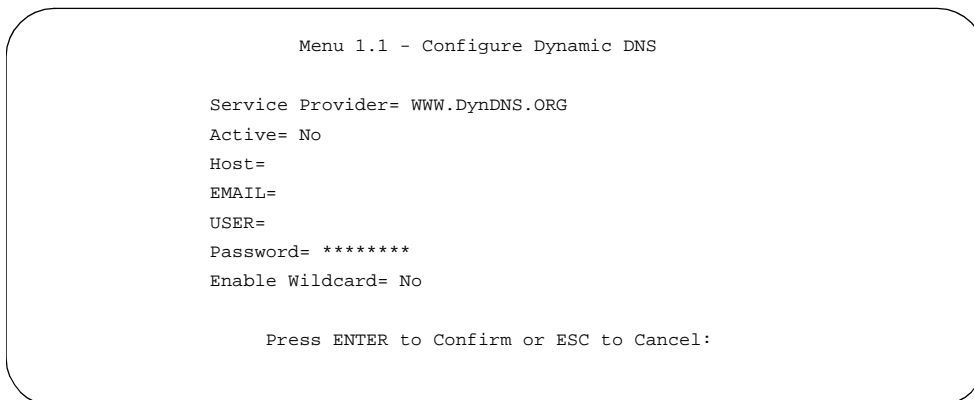 Menu 1.1 - Configure Dynamic DNS
Service Provider= WWW.DynDNS.ORG
Active= No
Host=
EMAIL=
USER=
Password= ********
Enable Wildcard= No
Press ENTER to Confirm or ESC to Cancel: